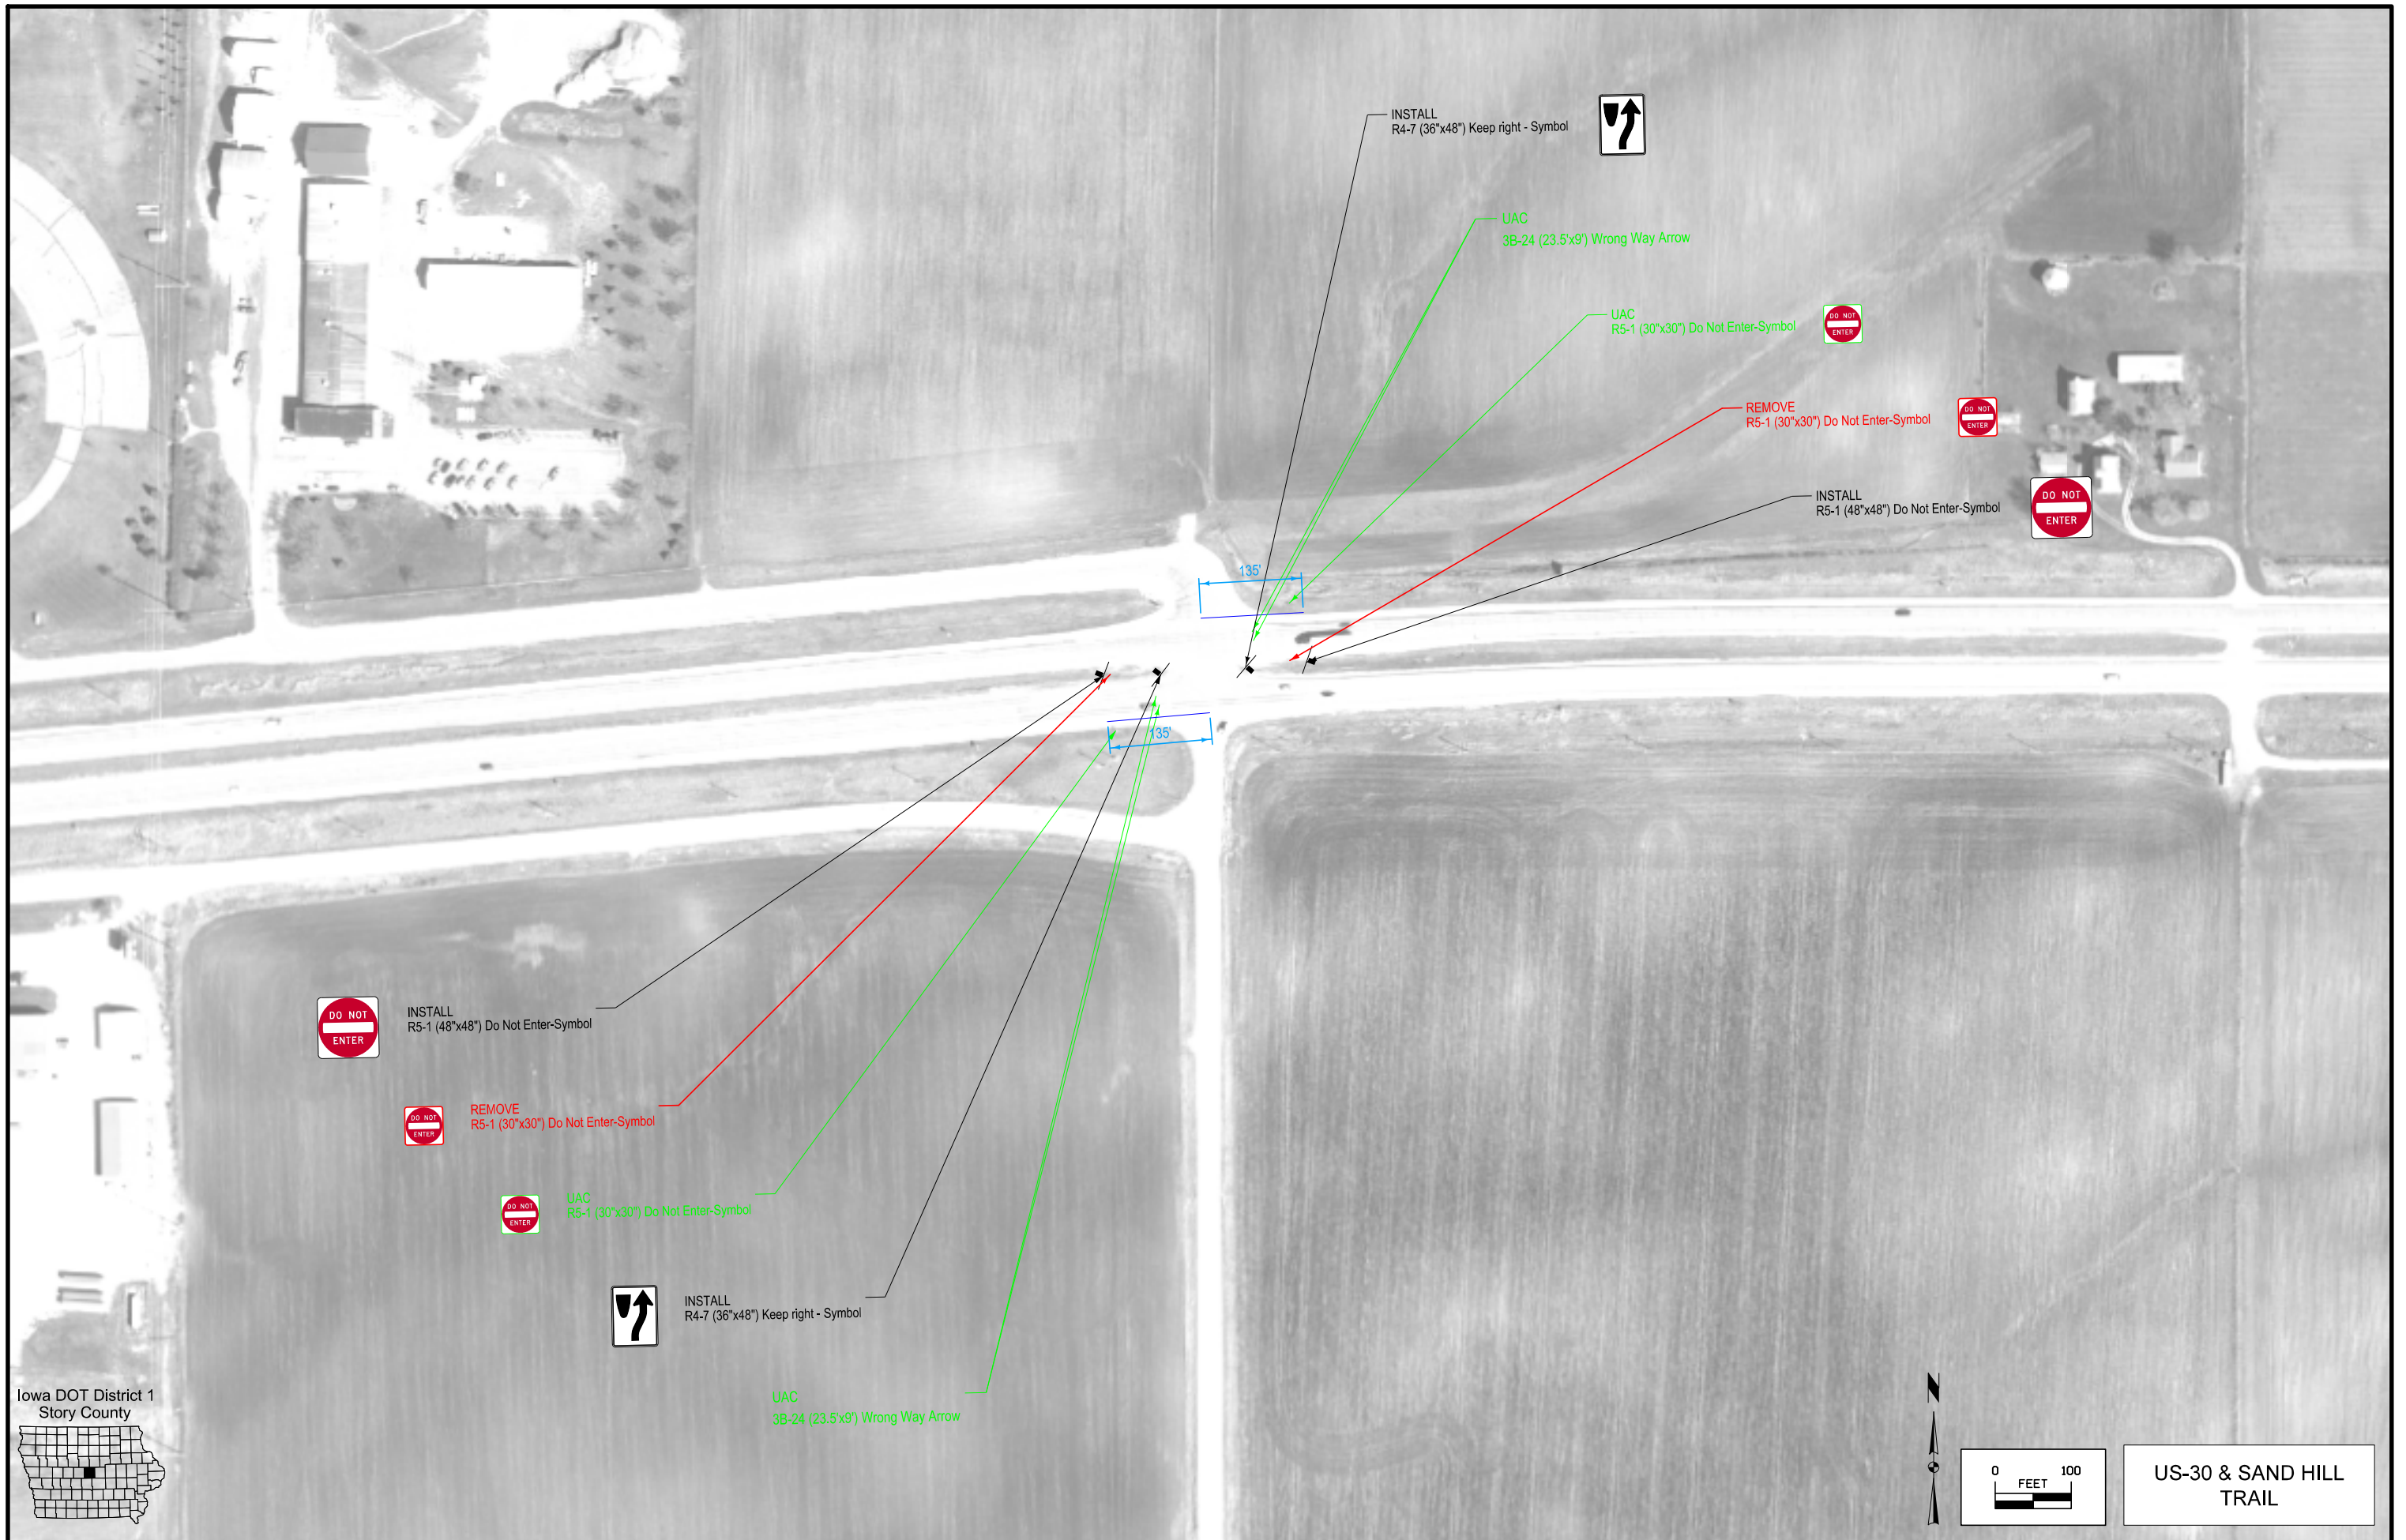 INSTALL
R4-7 (36"x48") Keep right - Symbol
UAC
3B-24 (23.5'x9') Wrong Way Arrow
UAC
R5-1 (30"x30") Do Not Enter-Symbol
DO NOT
ENTER
REMOVE
R5-1 (30"x30") Do Not Enter-Symbol
DO NOT
ENTER
INSTALL
R5-1 (48"x48") Do Not Enter-Symbol
DO NOT
ENTER
135'
135'
DO NOT
ENTER
INSTALL
R5-1 (48"x48") Do Not Enter-Symbol
DO NOT
ENTER
REMOVE
R5-1 (30"x30") Do Not Enter-Symbol
DO NOT
ENTER
UAC
R5-1 (30"x30") Do Not Enter-Symbol
INSTALL
R4-7 (36"x48") Keep right - Symbol
UAC
3B-24 (23.5'x9') Wrong Way Arrow
Iowa DOT District 1
Story County
N
0 100
FEET
US-30 & SAND HILL
TRAIL